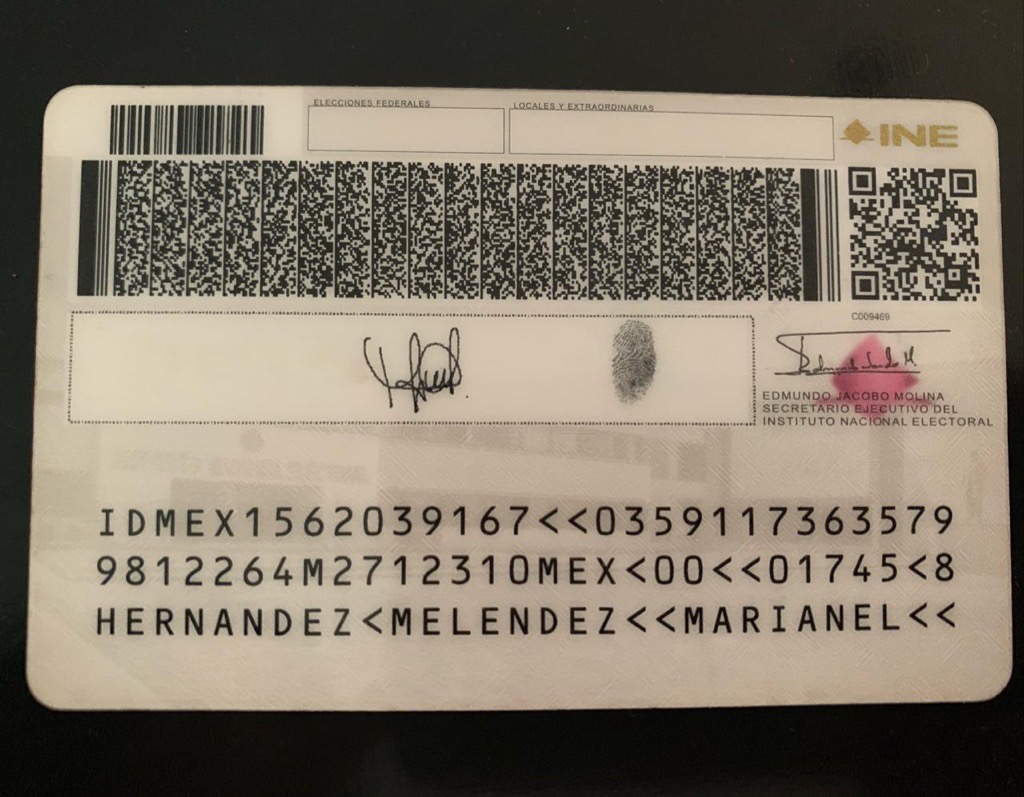 ELECCIONES FEDERALES
LOCALES Y EXTRAORDINARIAS
INE
C009469
EDMUNDO JACOBO MOLINA
SECRETARIO EJECUTIVO DEL
INSTITUTO NACIONAL ELECTORAL
IDMEX1562039167<<0359117363579
9812264M2712310MEX<00<<01745<8
HERNANDEZ<MELENDEZ<<MARIANEL<<